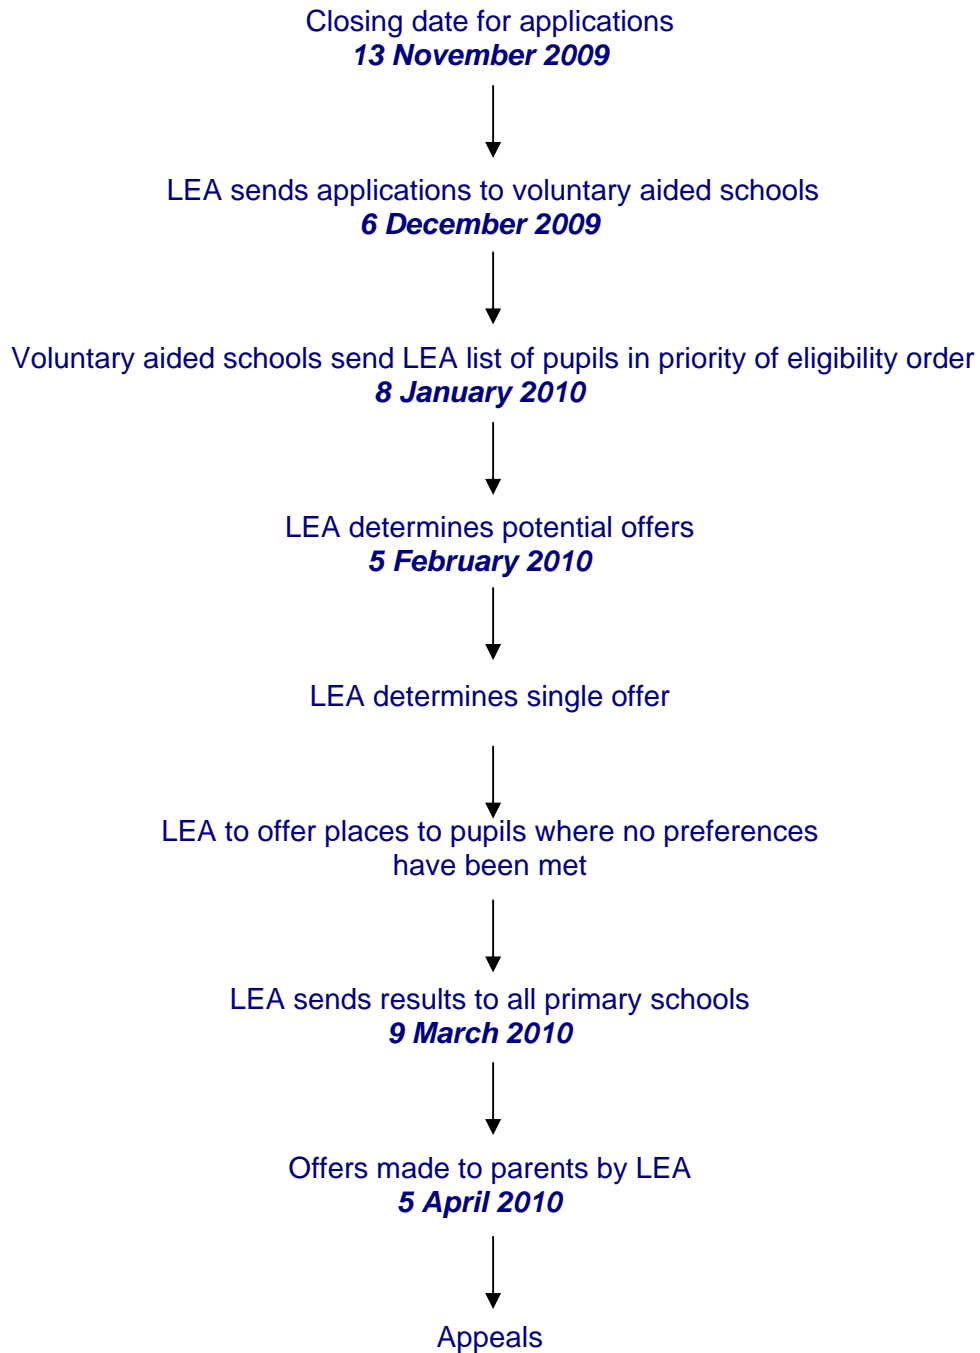 Closing date for applications
13 November 2009
LEA sends applications to voluntary aided schools
6 December 2009
Voluntary aided schools send LEA list of pupils in priority of eligibility order
8 January 2010
LEA determines potential offers
5 February 2010
LEA determines single offer
LEA to offer places to pupils where no preferences
have been met
LEA sends results to all primary schools
9 March 2010
Offers made to parents by LEA
5 April 2010
Appeals